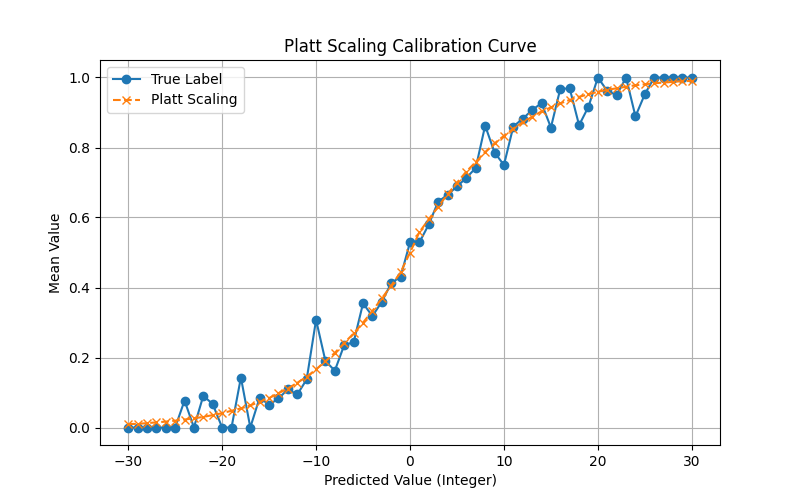 Platt Scaling Calibration Curve
True Label
Platt Scaling
Mean Value
1.0
0.8
0.6
0.4
0.2
0.0
−30 −20 −10 0 10 20 30
Predicted Value (Integer)